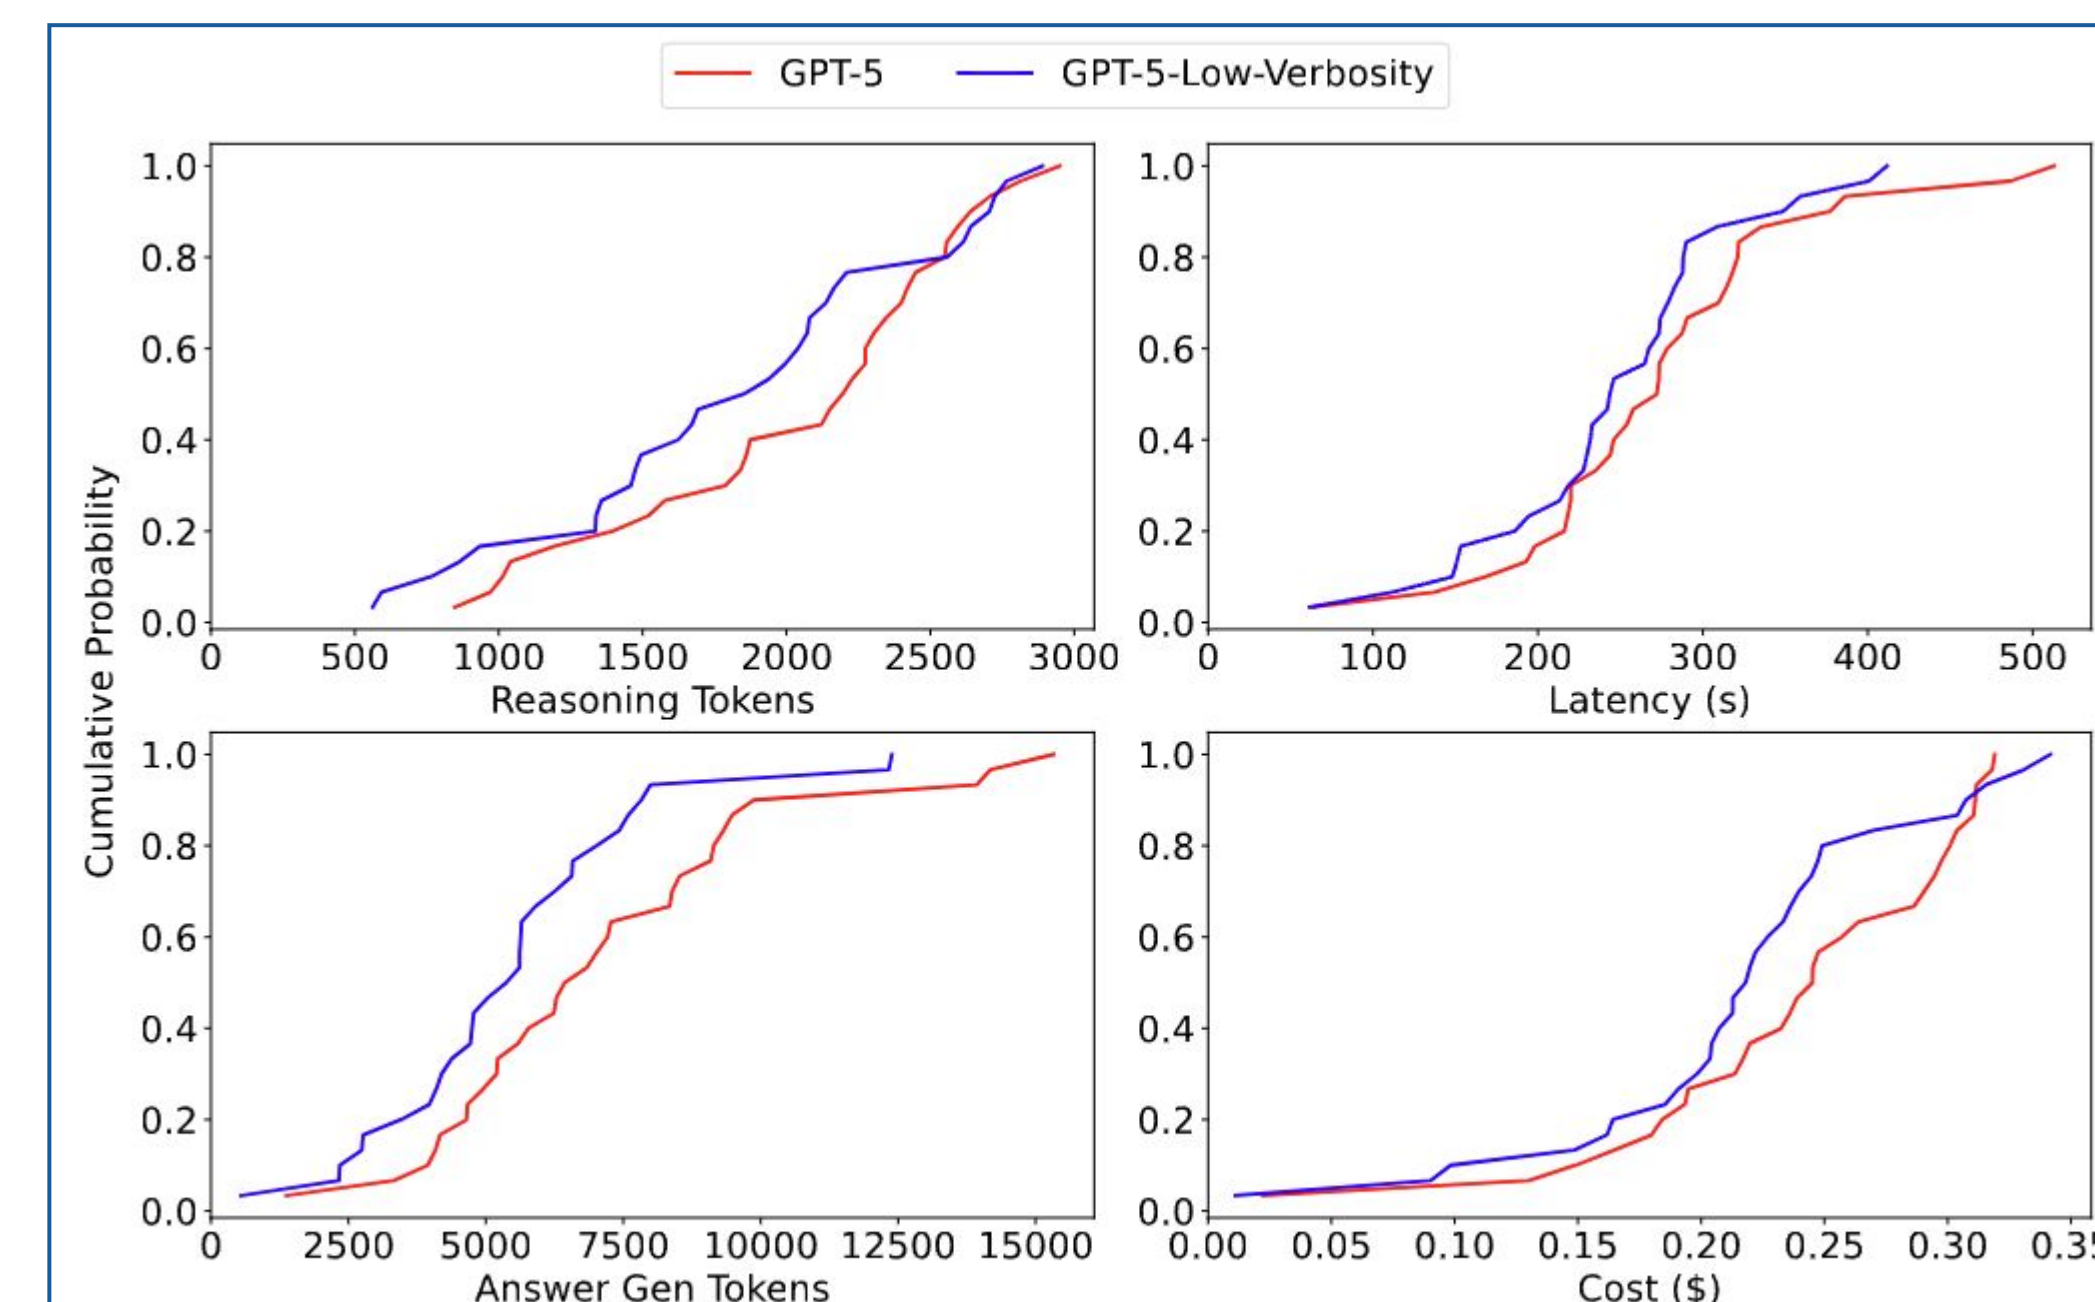 GPT-5 GPT-5-Low-Verbosity
Cumulative Probability
1.0
0.8
0.6
0.4
0.2
0.0
0 500 1000 1500 2000 2500 3000
Reasoning Tokens
1.0
0.8
0.6
0.4
0.2
0.0
0 100 200 300 400 500
Latency (s)
1.0
0.8
0.6
0.4
0.2
0.0
0 2500 5000 7500 10000 12500 15000
Answer Gen Tokens
1.0
0.8
0.6
0.4
0.2
0.0
0.00 0.05 0.10 0.15 0.20 0.25 0.30
Cost ($)